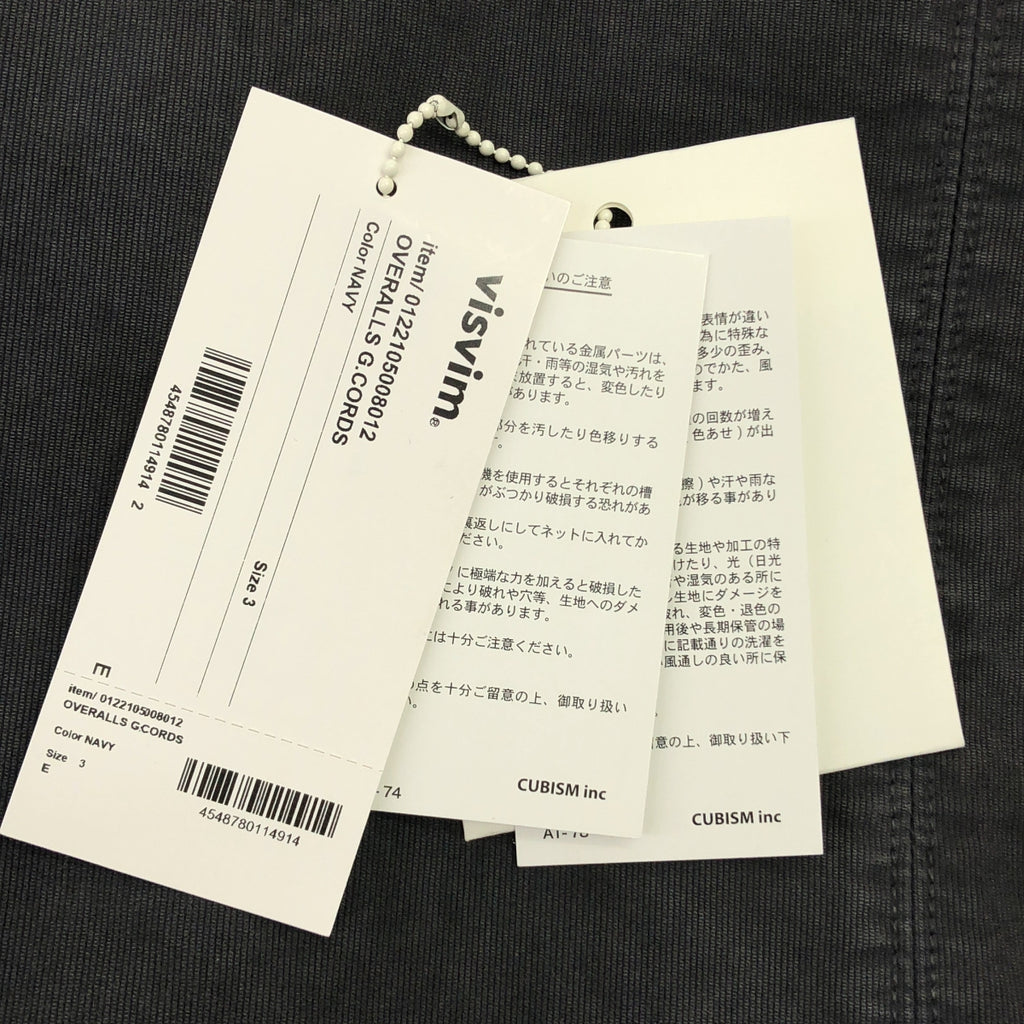 visvim®
item/ 0122105008012
OVERALLS G.CORDS
Color NAVY
Size 3
4548780114914 2
E
item/ 0122105008012
OVERALLS G.CORDS
Color NAVY
Size 3
E
4548780114914
いのご注意
れている金属パーツは、
汗・雨等の湿気や汚れを
放置すると、変色したり
があります。
部分を汚したり色移りする
す。
機を使用するとそれぞれの槽
がぶつかり破損する恐れがあ
裏返しにしてネットに入れてか
ださい。
に極端な力を加えると破損した
により破れや穴等、生地へのダメ
れる事があります。
には十分ご注意ください。
の点を十分ご留意の上、御取り扱い
い。
- 74
CUBISM inc
表情が違い
為に特殊な
多少の歪み、
のでかた、風
ます。
の回数が増え
色あせ ) が出
擦 ) や汗や雨な
が移る事があり
る生地や加工の特
けたり、光（日光
や湿気のある所に
し生地にダメージを
破れ、変色・退色の
用後や長期保管の場
に記載通りの洗濯を
い風通しの良い所に保
。
意の上、御取り扱い下
AT- 78
CUBISM inc